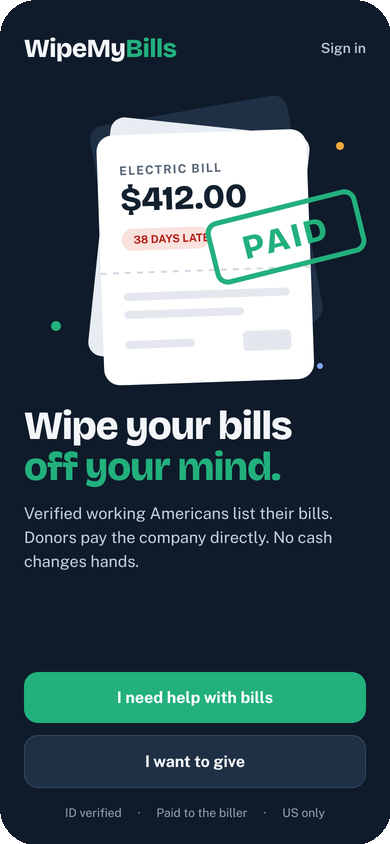 WipeMyBills
Sign in
ELECTRIC BILL
$412.00
38 DAYS LATE
PAID
Wipe your bills
off your mind.
Verified working Americans list their bills.
Donors pay the company directly. No cash
changes hands.
I need help with bills
I want to give
ID verified · Paid to the biller · US only